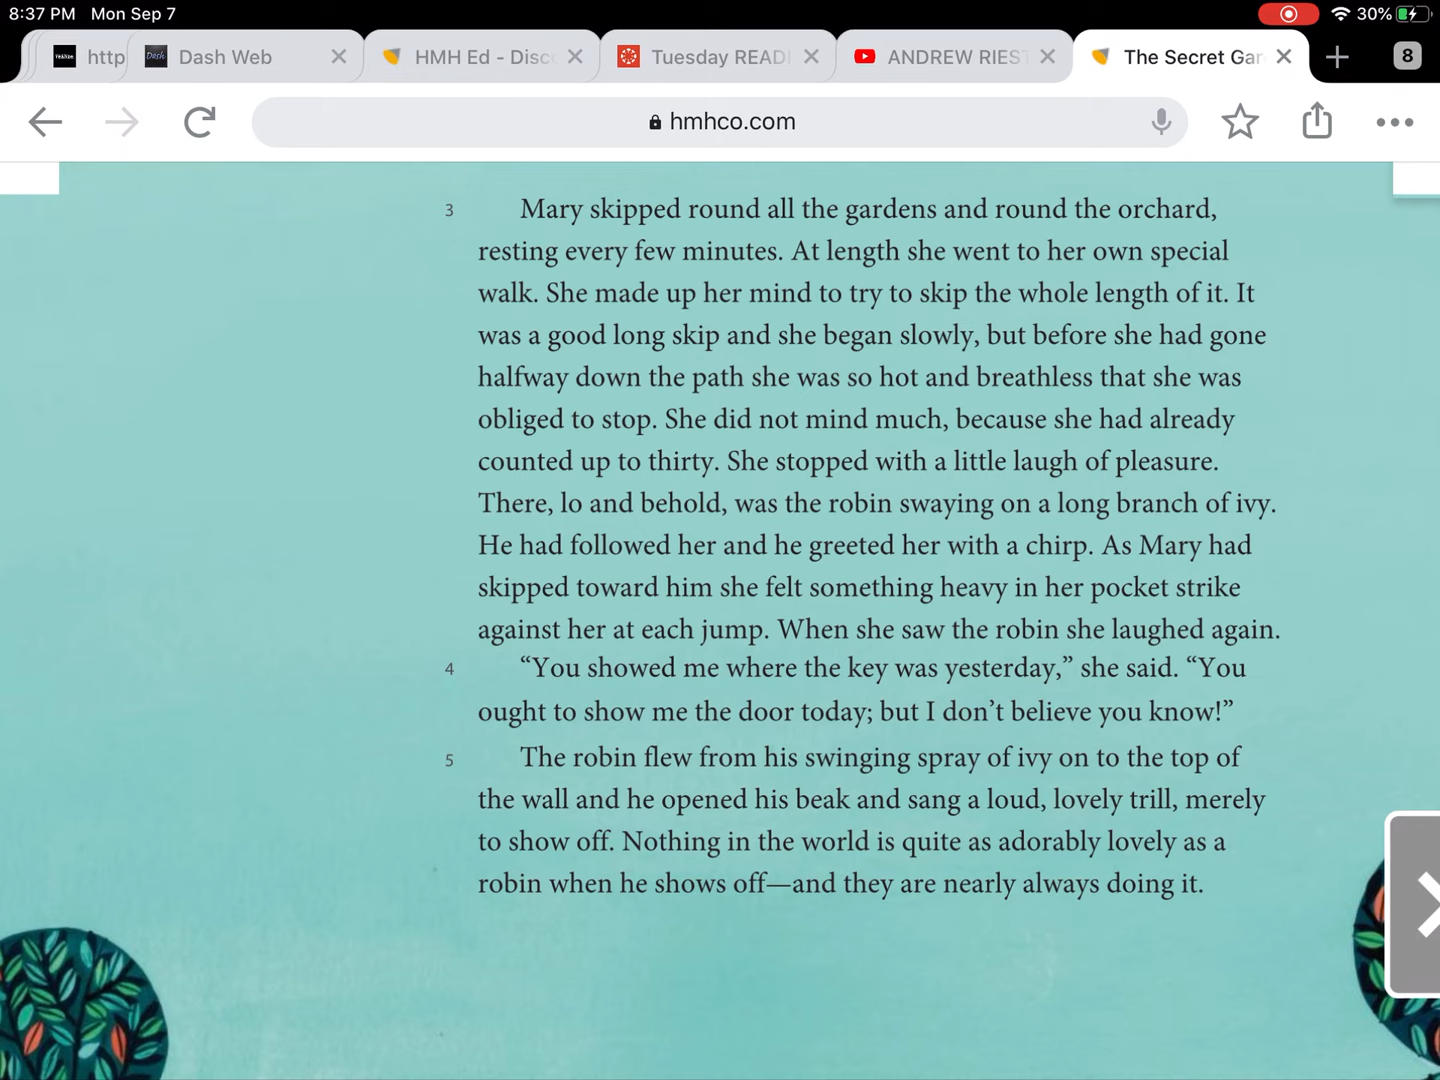 8:37 PM Mon Sep 7
30%
http
Dash Web
HMH Ed - Disc
Tuesday READ
ANDREW RIEST
The Secret Gar
8
hmhco.com
3 Mary skipped round all the gardens and round the orchard,
resting every few minutes. At length she went to her own special
walk. She made up her mind to try to skip the whole length of it. It
was a good long skip and she began slowly, but before she had gone
halfway down the path she was so hot and breathless that she was
obliged to stop. She did not mind much, because she had already
counted up to thirty. She stopped with a little laugh of pleasure.
There, lo and behold, was the robin swaying on a long branch of ivy.
He had followed her and he greeted her with a chirp. As Mary had
skipped toward him she felt something heavy in her pocket strike
against her at each jump. When she saw the robin she laughed again.
4 “You showed me where the key was yesterday,” she said. “You
ought to show me the door today; but I don’t believe you know!”
5 The robin flew from his swinging spray of ivy on to the top of
the wall and he opened his beak and sang a loud, lovely trill, merely
to show off. Nothing in the world is quite as adorably lovely as a
robin when he shows off—and they are nearly always doing it.